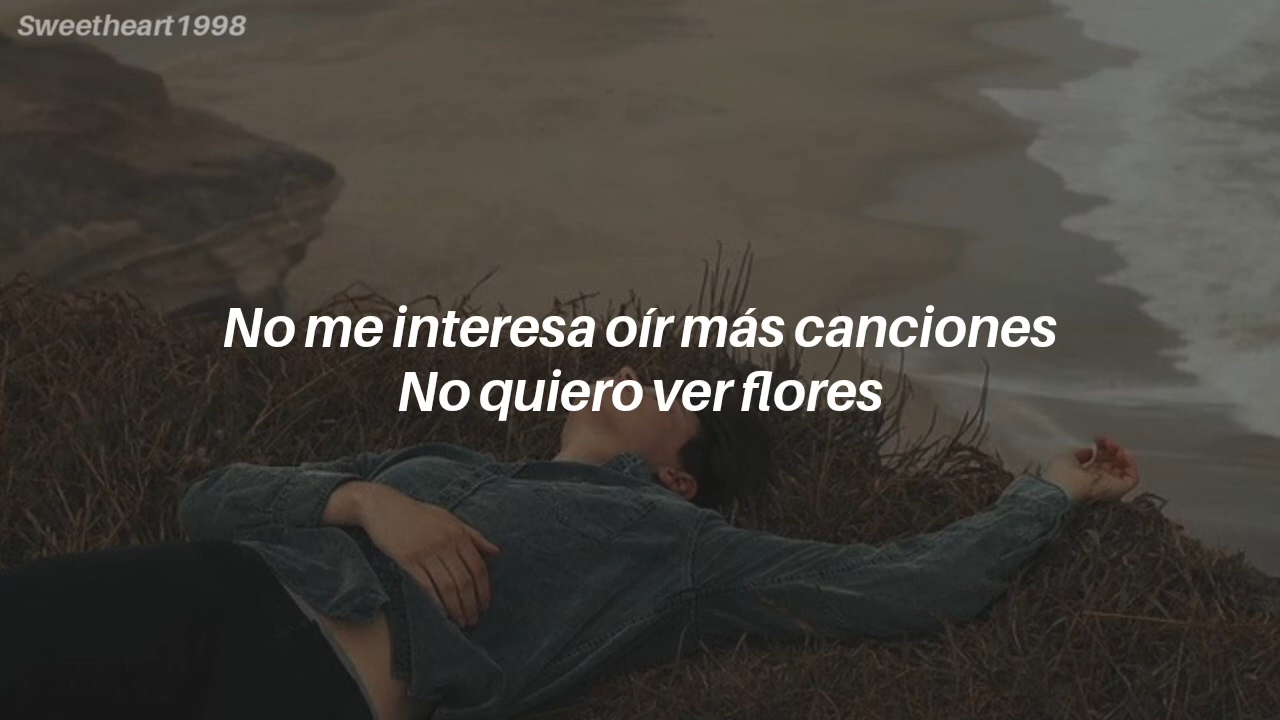 Sweetheart1998
No me interesa oír más canciones
No quiero ver flores